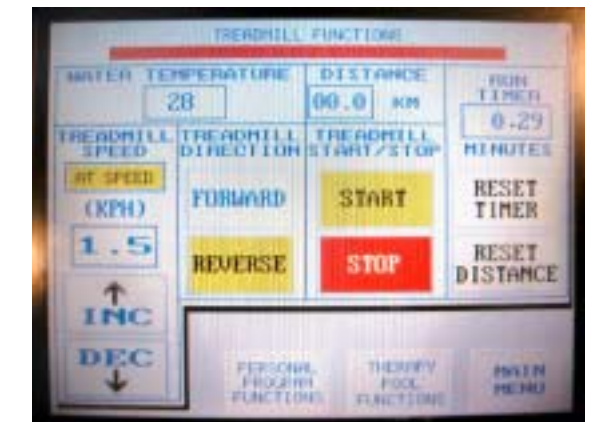 TREADMILL FUNCTIONS
WATER TEMPERATURE
28
DISTANCE
00.0 KM
RUN
TIMER
0.29
MINUTES
TREADMILL
SPEED
AT SPEED
(KPH)
1.5
↑
INC
DEC
↓
TREADMILL
DIRECTION
FORWARD
REVERSE
TREADMILL
START/STOP
START
STOP
RESET
TIMER
RESET
DISTANCE
PERSONAL
PROGRAM
FUNCTIONS
THERAPY
POOL
FUNCTIONS
MAIN
MENU